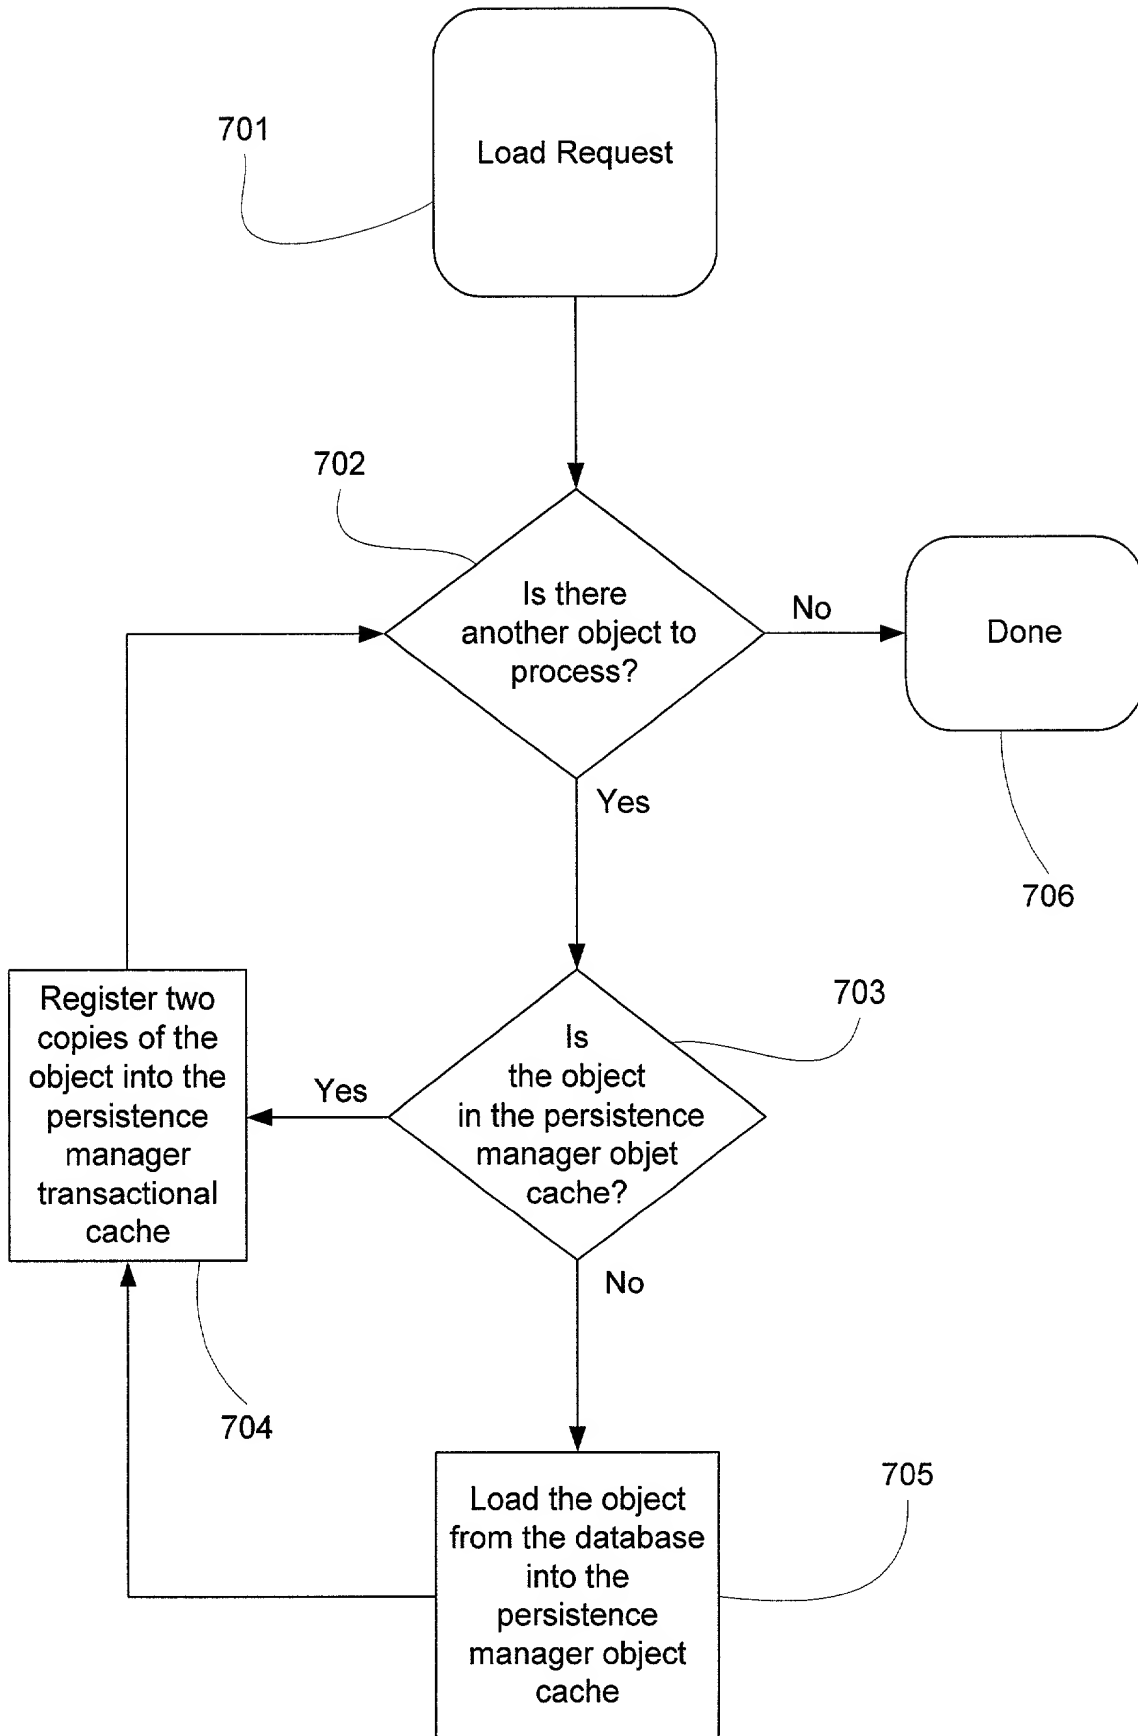 701
Load Request
702
Is there
another object to
process?
No
Done
Yes
706
703
Register two
copies of the
object into the
persistence
manager
transactional
cache
Yes
Is
the object
in the persistence
manager objet
cache?
No
704
705
Load the object
from the database
into the
persistence
manager object
cache